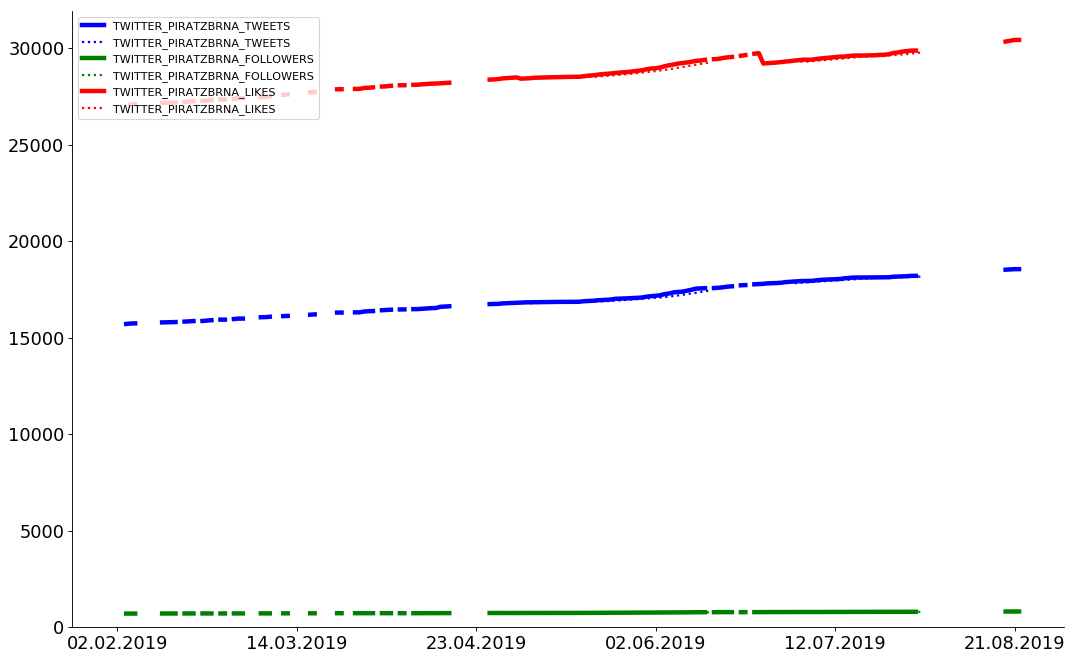 TWITTER_PIRATZBRNA_TWEETS
TWITTER_PIRATZBRNA_TWEETS
TWITTER_PIRATZBRNA_FOLLOWERS
TWITTER_PIRATZBRNA_FOLLOWERS
TWITTER_PIRATZBRNA_LIKES
TWITTER_PIRATZBRNA_LIKES
30000
25000
20000
15000
10000
5000
0
02.02.2019 14.03.2019 23.04.2019 02.06.2019 12.07.2019 21.08.2019